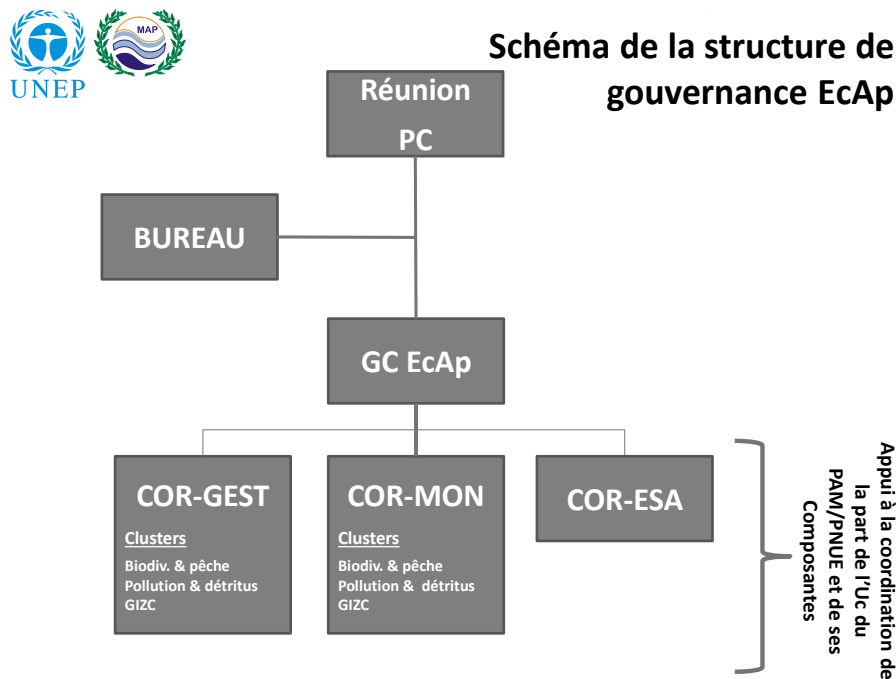 UNEP
MAP
Schéma de la structure de
gouvernance EcAp
Réunion
PC
BUREAU
GC EcAp
COR-GEST
Clusters
Biodiv. & pêche
Pollution & détritus
GIZC
COR-MON
Clusters
Biodiv. & pêche
Pollution &  détritus
GIZC
COR-ESA
Appui à la coordination de
la part de l'Uc du
PAM/PNUE et de ses
Composantes